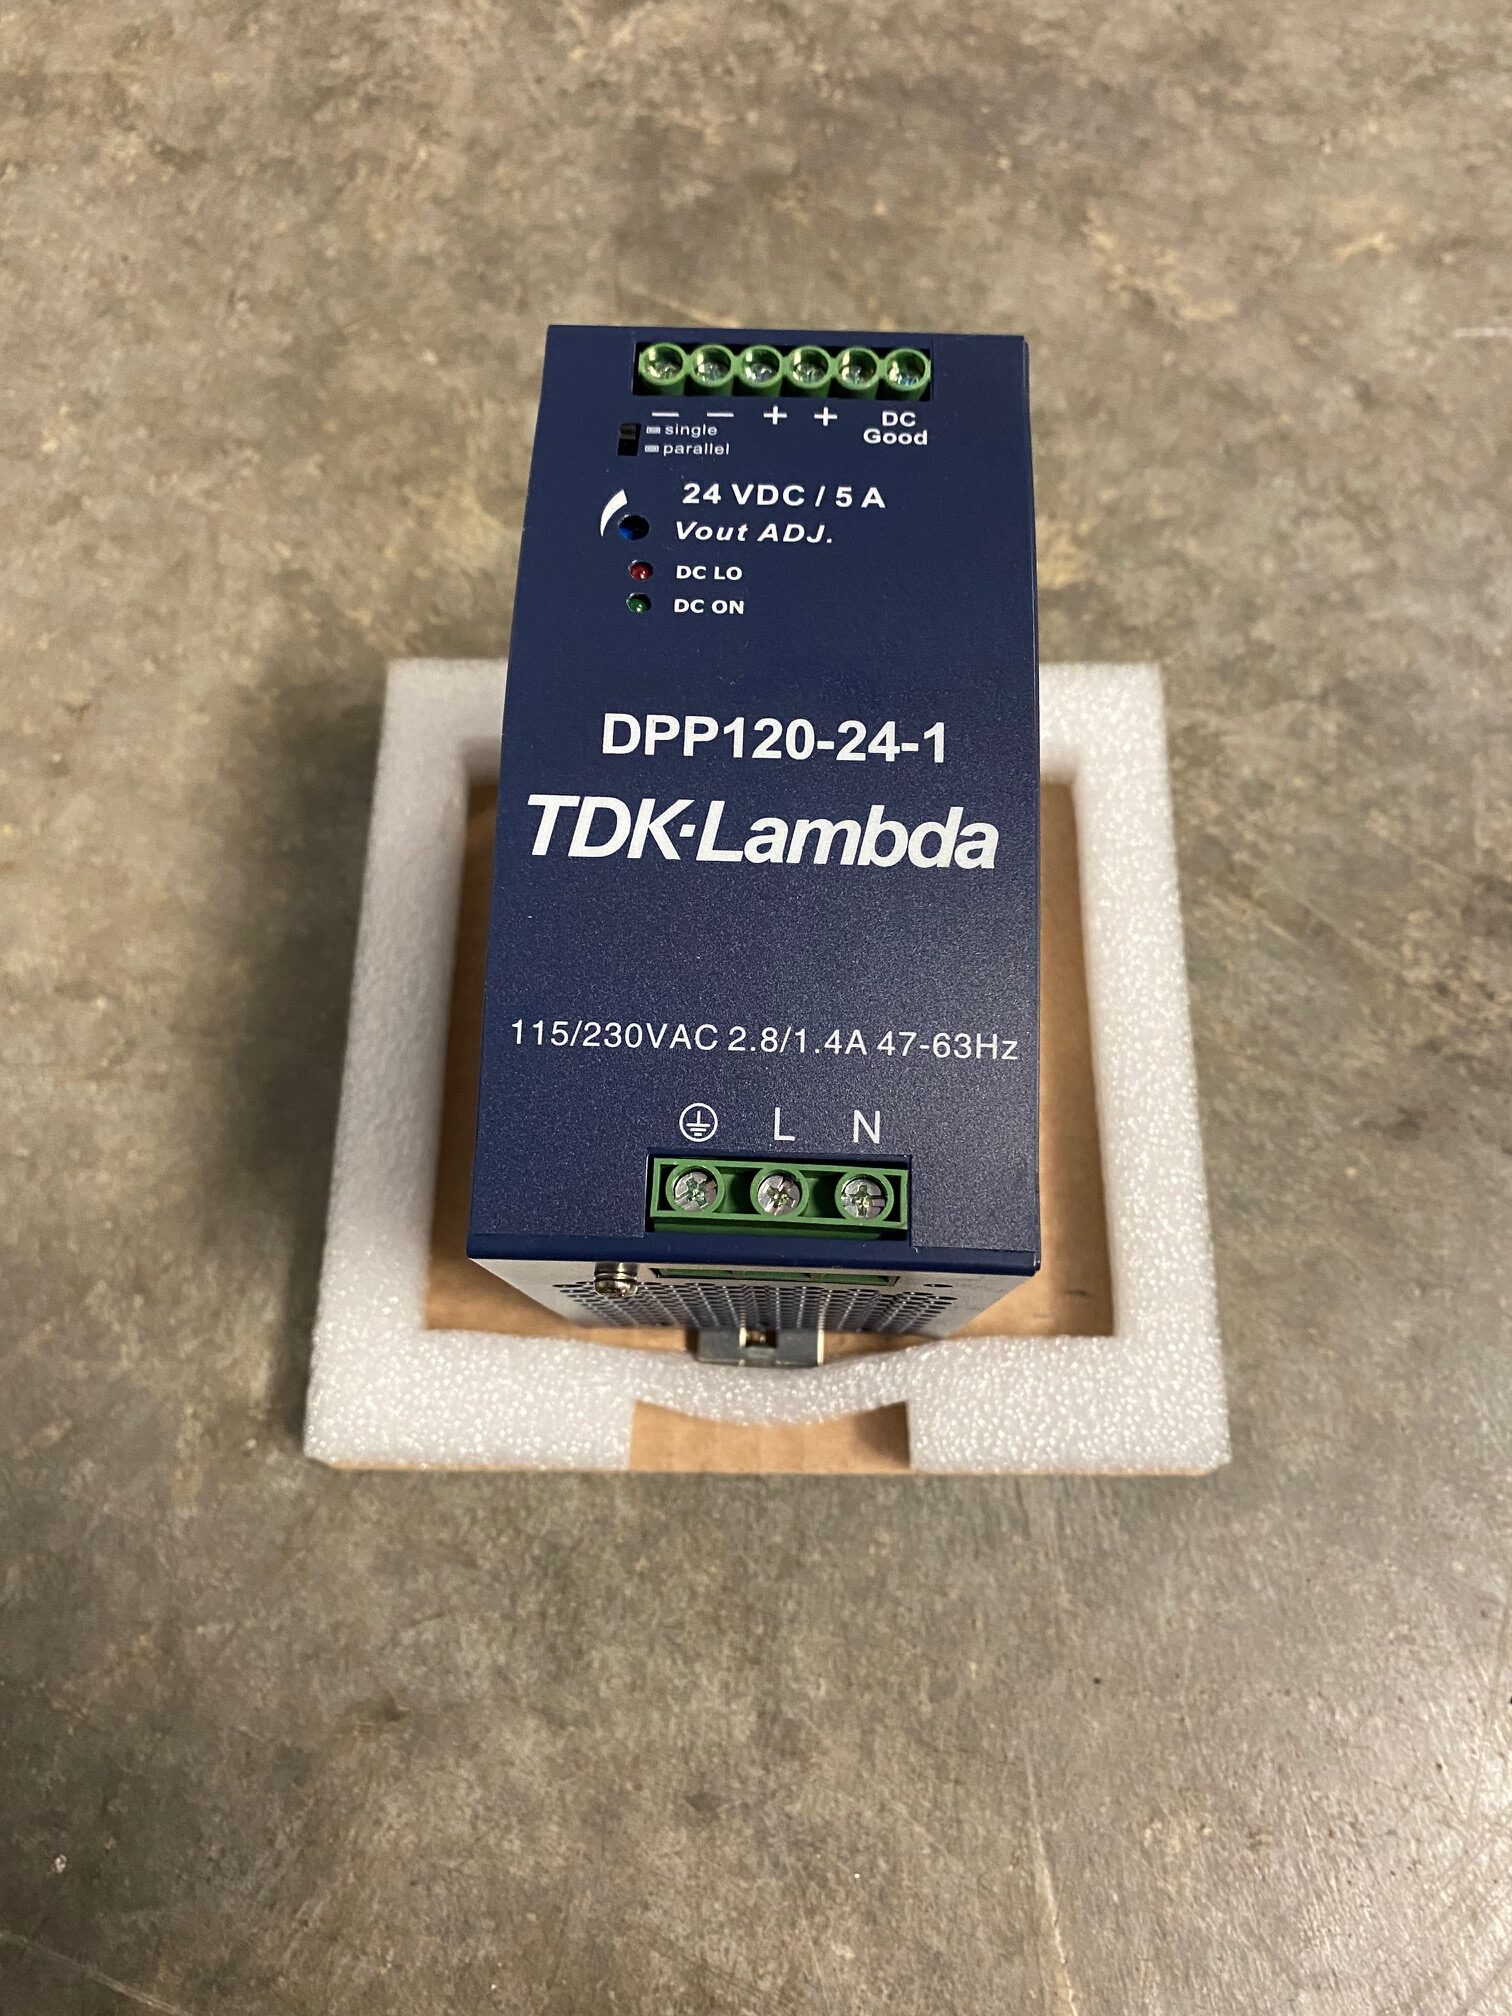 − − + + DC
Good
single
parallel
24 VDC / 5 A
Vout ADJ.
DC LO
DC ON
DPP120-24-1
TDK·Lambda
115/230VAC 2.8/1.4A 47-63Hz
L N